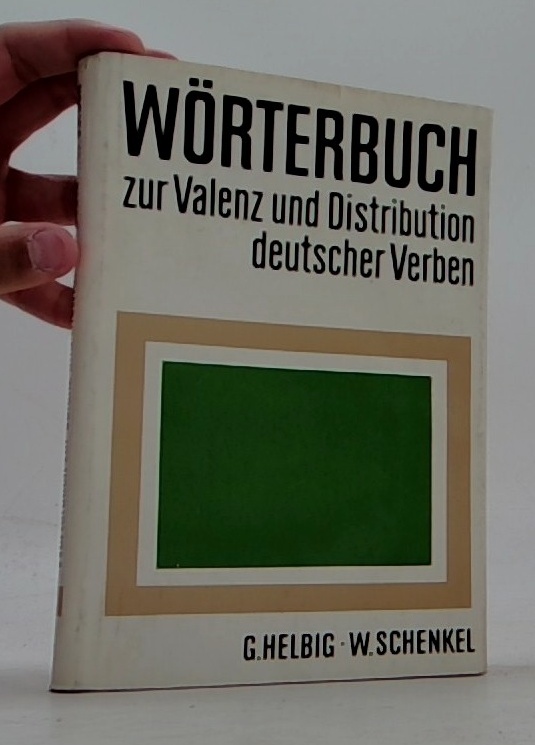 WÖRTERBUCH
zur Valenz und Distribution
deutscher Verben
G.HELBIG · W.SCHENKEL